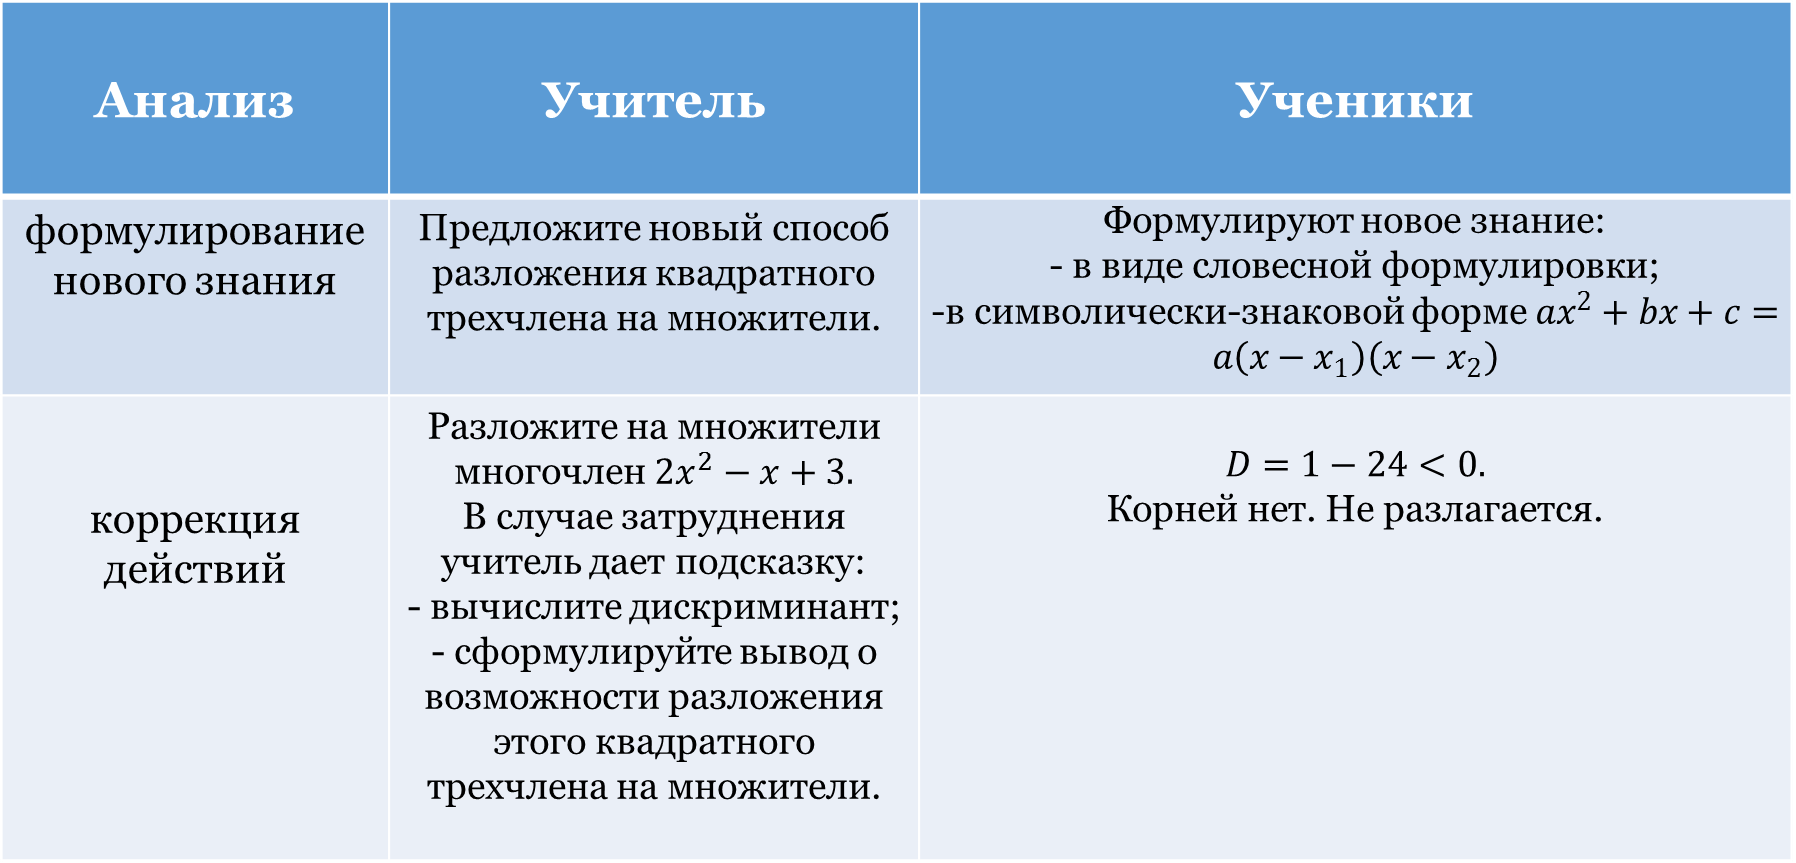 Анализ
Учитель
Ученики
формулирование
нового знания
Предложите новый способ
разложения квадратного
трехчлена на множители.
Формулируют новое знание:
- в виде словесной формулировки;
-в символически-знаковой форме ax² + bx + c =
a(x − x₁)(x − x₂)
коррекция
действий
Разложите на множители
многочлен 2x² − x + 3.
В случае затруднения
учитель дает подсказку:
- вычислите дискриминант;
- сформулируйте вывод о
возможности разложения
этого квадратного
трехчлена на множители.
D = 1 − 24 < 0.
Корней нет. Не разлагается.